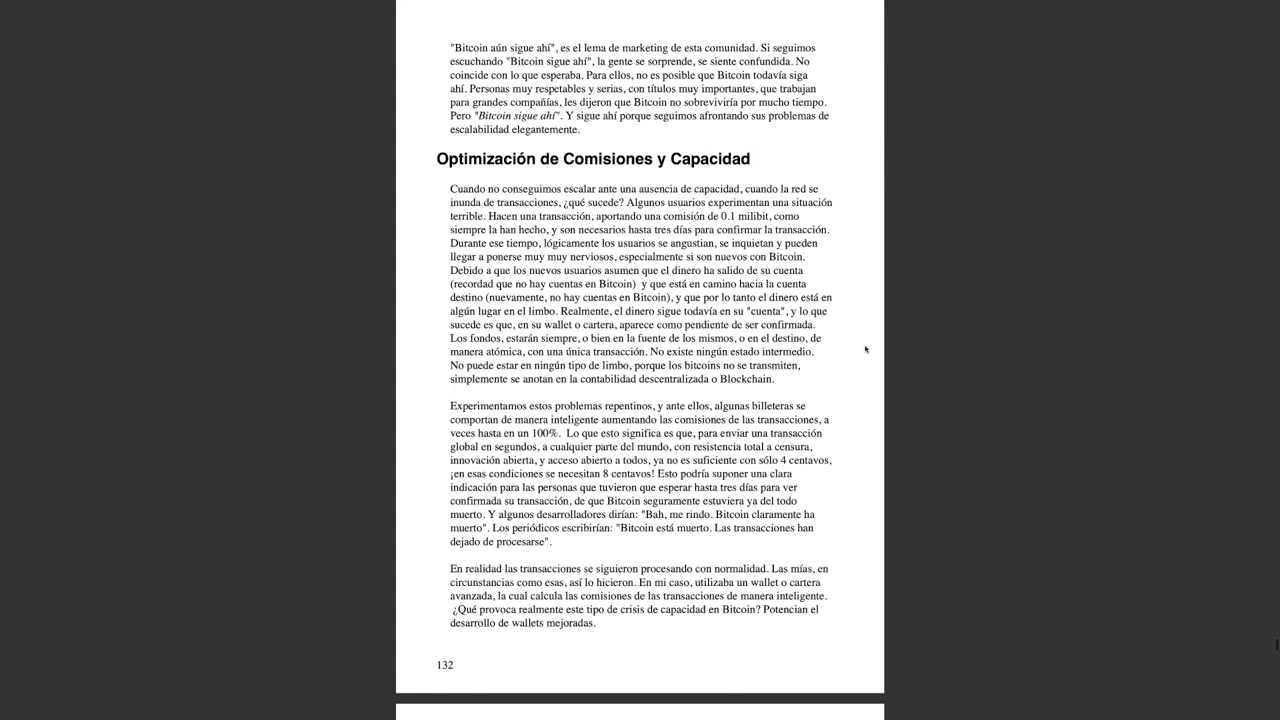 "Bitcoin aún sigue ahí", es el lema de marketing de esta comunidad. Si seguimos
escuchando "Bitcoin sigue ahí", la gente se sorprende, se siente confundida. No
coincide con lo que esperaba. Para ellos, no es posible que Bitcoin todavía siga
ahí. Personas muy respetables y serias, con títulos muy importantes, que trabajan
para grandes compañías, les dijeron que Bitcoin no sobreviviría por mucho tiempo.
Pero "Bitcoin sigue ahí". Y sigue ahí porque seguimos afrontando sus problemas de
escalabilidad elegantemente.
Optimización de Comisiones y Capacidad
Cuando no conseguimos escalar ante una ausencia de capacidad, cuando la red se
inunda de transacciones, ¿qué sucede? Algunos usuarios experimentan una situación
terrible. Hacen una transacción, aportando una comisión de 0.1 milibit, como
siempre la han hecho, y son necesarios hasta tres días para confirmar la transacción.
Durante ese tiempo, lógicamente los usuarios se angustian, se inquietan y pueden
llegar a ponerse muy muy nerviosos, especialmente si son nuevos con Bitcoin.
Debido a que los nuevos usuarios asumen que el dinero ha salido de su cuenta
(recordad que no hay cuentas en Bitcoin) y que está en camino hacia la cuenta
destino (nuevamente, no hay cuentas en Bitcoin), y que por lo tanto el dinero está en
algún lugar en el limbo. Realmente, el dinero sigue todavía en su "cuenta", y lo que
sucede es que, en su wallet o cartera, aparece como pendiente de ser confirmada.
Los fondos, estarán siempre, o bien en la fuente de los mismos, o en el destino, de
manera atómica, con una única transacción. No existe ningún estado intermedio.
No puede estar en ningún tipo de limbo, porque los bitcoins no se transmiten,
simplemente se anotan en la contabilidad descentralizada o Blockchain.
Experimentamos estos problemas repentinos, y ante ellos, algunas billeteras se
comportan de manera inteligente aumentando las comisiones de las transacciones, a
veces hasta en un 100%. Lo que esto significa es que, para enviar una transacción
global en segundos, a cualquier parte del mundo, con resistencia total a censura,
innovación abierta, y acceso abierto a todos, ya no es suficiente con sólo 4 centavos,
¡en esas condiciones se necesitan 8 centavos! Esto podría suponer una clara
indicación para las personas que tuvieron que esperar hasta tres días para ver
confirmada su transacción, de que Bitcoin seguramente estuviera ya del todo
muerto. Y algunos desarrolladores dirían: "Bah, me rindo. Bitcoin claramente ha
muerto". Los periódicos escribirían: "Bitcoin está muerto. Las transacciones han
dejado de procesarse".
En realidad las transacciones se siguieron procesando con normalidad. Las mías, en
circunstancias como esas, así lo hicieron. En mi caso, utilizaba un wallet o cartera
avanzada, la cual calcula las comisiones de las transacciones de manera inteligente.
¿Qué provoca realmente este tipo de crisis de capacidad en Bitcoin? Potencian el
desarrollo de wallets mejoradas.
132